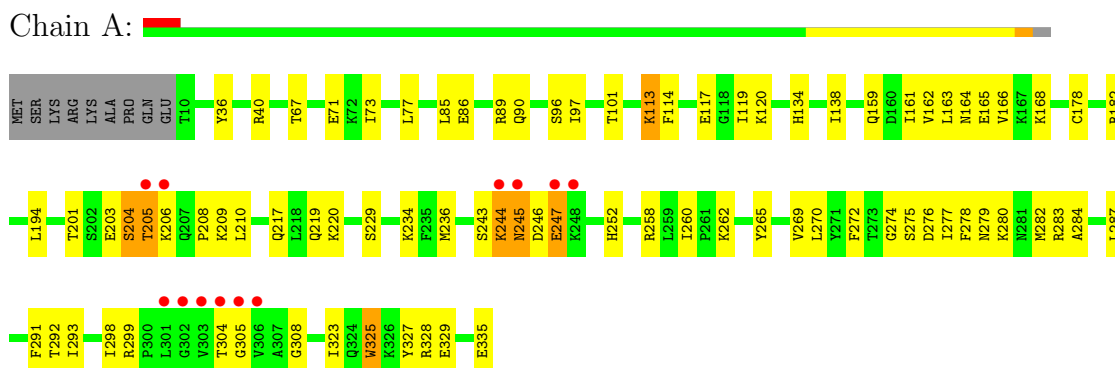 Chain A:
MET SER LYS ARG LYS ALA PRO GLN GLU T10 Y36 R40 T67 E71 K72 I73 L77 L85 E86 R89 Q90 S96 I97 T101 K113 F114 E117 G118 I119 K120 H134 I138 Q159 D160 I161 V162 L163 N164 E165 V166 K167 K168 C178
L194 T201 S202 E203 S204 T205 K206 Q207 P208 K209 L210 Q217 L218 Q219 K220 S229 K234 F235 M236 S243 K244 N245 D246 E247 K248 H252 R258 L259 I260 P261 K262 Y265 V269 L270 Y271 F272 T273 G274 S275 D276 I277 F278 N279 K280 N281 M282 R283 A284
F291 T292 I293 I298 R299 P300 L301 G302 V303 T304 G305 V306 A307 G308 I323 Q324 W325 K326 Y327 R328 E329 E335